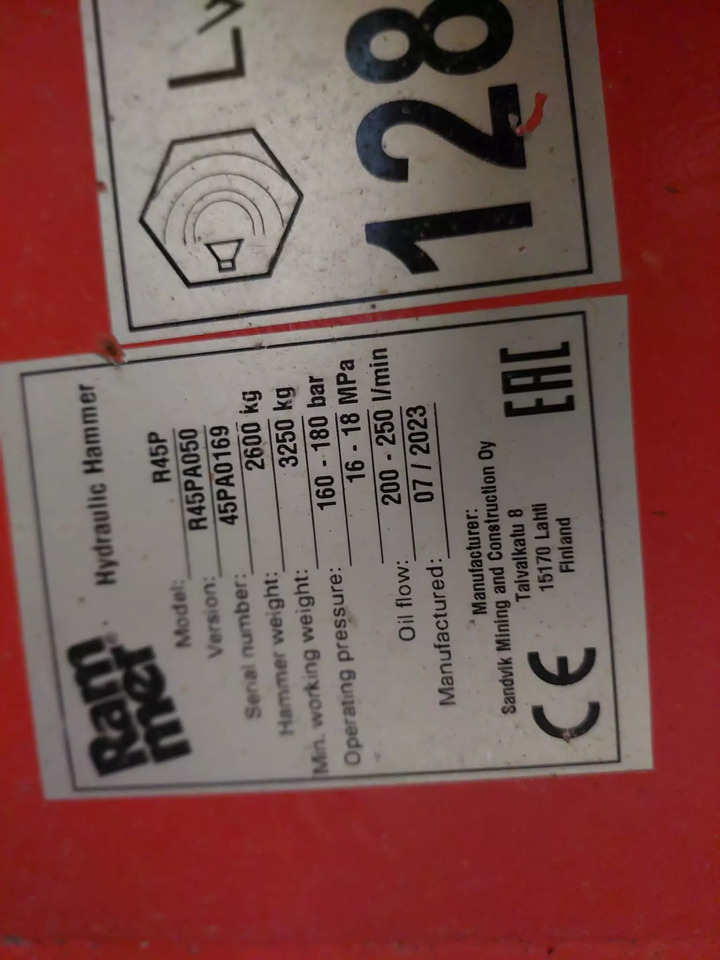 Lw
128
Ram
mer®
Hydraulic Hammer
Model: R45P
Version: R45PA050
Serial number: 45PA0169
Hammer weight: 2600 kg
Min. working weight: 3250 kg
Operating pressure: 160 - 180 bar
16 - 18 MPa
Oil flow: 200 - 250 l/min
Manufactured: 07 / 2023
Manufacturer:
Sandvik Mining and Construction Oy
Taivalkatu 8
15170 Lahti
Finland
CE
EAC